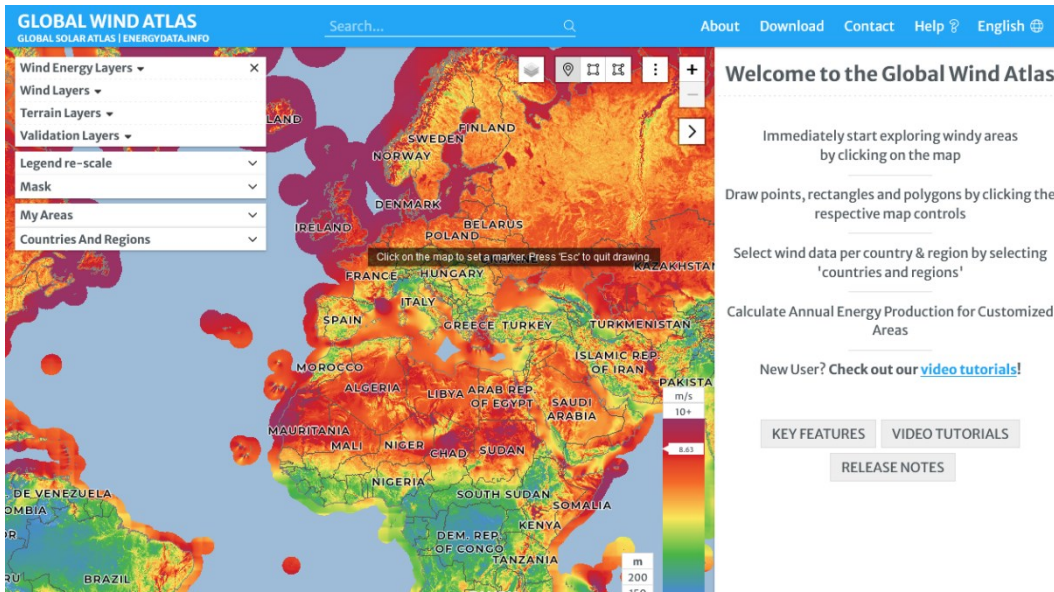 GLOBAL WIND ATLAS
GLOBAL SOLAR ATLAS | ENERGYDATA.INFO
Search...
About Download Contact Help English
Wind Energy Layers
Wind Layers
Terrain Layers
Validation Layers
Legend re-scale
Mask
My Areas
Countries And Regions
LAND
FINLAND
SWEDEN
NORWAY
DENMARK
IRELAND
BELARUS
POLAND
Click on the map to set a marker. Press 'Esc' to quit drawing.
KAZAKHSTA
FRANCE
HUNGARY
ITALY
SPAIN
GREECE
TURKEY
TURKMENISTAN
ISLAMIC REP.
OF IRAN
MOROCCO
ALGERIA
LIBYA
ARAB REP.
OF EGYPT
SAUDI
ARABIA
PAKISTA
MAURITANIA
MALI
NIGER
CHAD
SUDAN
NIGERIA
SOUTH SUDAN
SOMALIA
KENYA
DEM. REP.
OF CONGO
TANZANIA
DE VENEZUELA
OMBIA
BRAZIL
m/s
10+
8.63
m
200
150
+
Welcome to the Global Wind Atlas
Immediately start exploring windy areas
by clicking on the map
Draw points, rectangles and polygons by clicking the
respective map controls
Select wind data per country & region by selecting
'countries and regions'
Calculate Annual Energy Production for Customized
Areas
New User? Check out our video tutorials!
KEY FEATURES VIDEO TUTORIALS
RELEASE NOTES